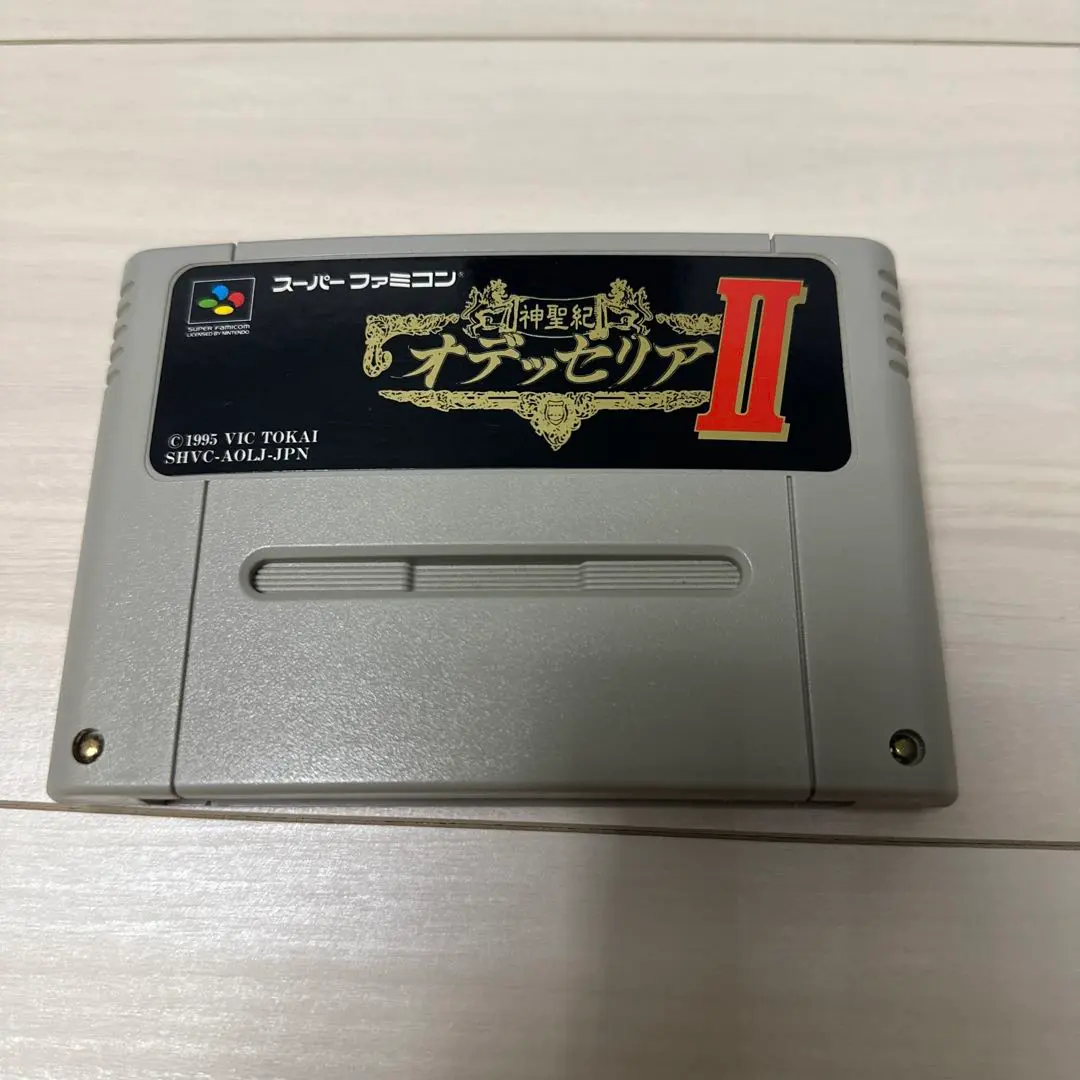 スーパーファミコン®
SUPER FAMICOM
LICENSED BY NINTENDO
神聖紀
オデッセリア
II
©1995 VIC TOKAI
SHVC-AOLJ-JPN